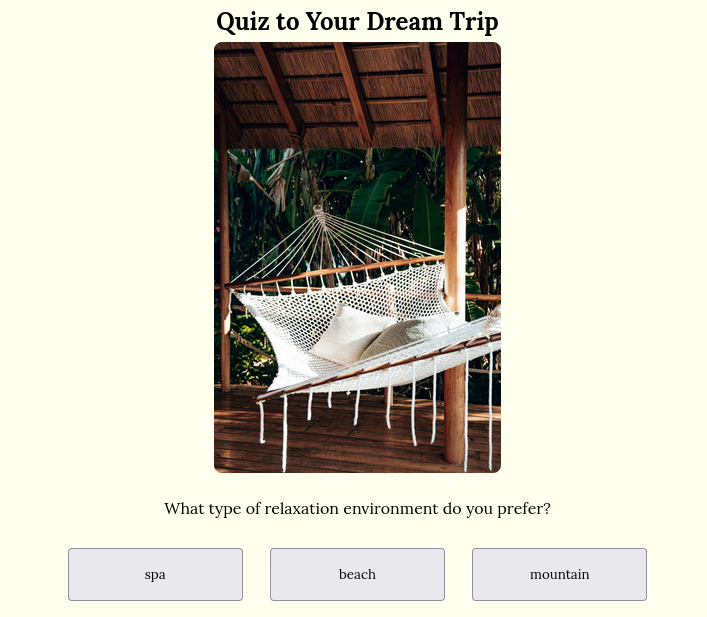 Quiz to Your Dream Trip
What type of relaxation environment do you prefer?
spa
beach
mountain